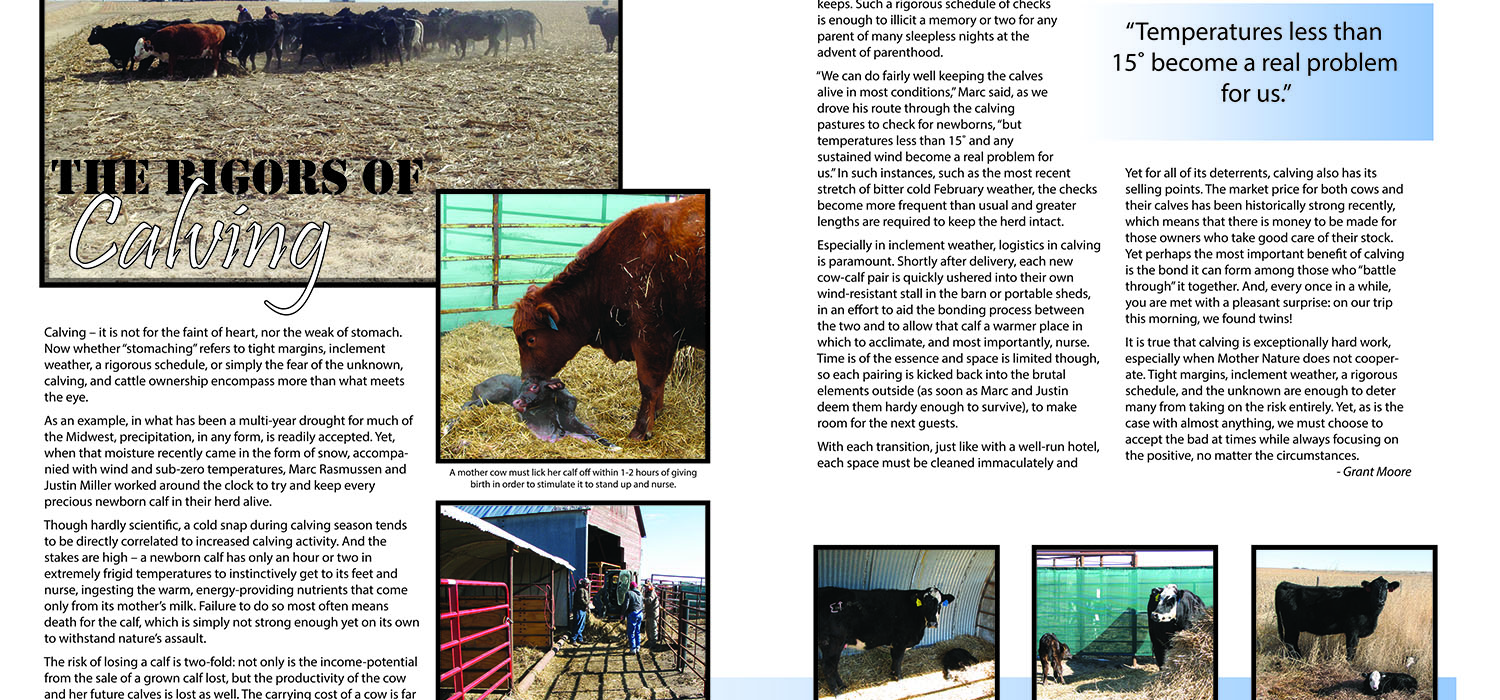 THE RIGORS OF
Calving
Calving – it is not for the faint of heart, nor the weak of stomach.
Now whether “stomaching” refers to tight margins, inclement
weather, a rigorous schedule, or simply the fear of the unknown,
calving, and cattle ownership encompass more than what meets
the eye.
As an example, in what has been a multi-year drought for much of
the Midwest, precipitation, in any form, is readily accepted. Yet,
when that moisture recently came in the form of snow, accompa-
nied with wind and sub-zero temperatures, Marc Rasmussen and
Justin Miller worked around the clock to try and keep every
precious newborn calf in their herd alive.
Though hardly scientific, a cold snap during calving season tends
to be directly correlated to increased calving activity. And the
stakes are high – a newborn calf has only an hour or two in
extremely frigid temperatures to instinctively get to its feet and
nurse, ingesting the warm, energy-providing nutrients that come
only from its mother’s milk. Failure to do so most often means
death for the calf, which is simply not strong enough yet on its own
to withstand nature’s assault.
The risk of losing a calf is two-fold: not only is the income-potential
from the sale of a grown calf lost, but the productivity of the cow
and her future calves is lost as well. The carrying cost of a cow is far
A mother cow must lick her calf off within 1-2 hours of giving
birth in order to stimulate it to stand up and nurse.
keeps. Such a rigorous schedule of checks
is enough to illicit a memory or two for any
parent of many sleepless nights at the
advent of parenthood.
“We can do fairly well keeping the calves
alive in most conditions,” Marc said, as we
drove his route through the calving
pastures to check for newborns, “but
temperatures less than 15˚ and any
sustained wind become a real problem for
us.” In such instances, such as the most recent
stretch of bitter cold February weather, the checks
become more frequent than usual and greater
lengths are required to keep the herd intact.
Especially in inclement weather, logistics in calving
is paramount. Shortly after delivery, each new
cow-calf pair is quickly ushered into their own
wind-resistant stall in the barn or portable sheds,
in an effort to aid the bonding process between
the two and to allow that calf a warmer place in
which to acclimate, and most importantly, nurse.
Time is of the essence and space is limited though,
so each pairing is kicked back into the brutal
elements outside (as soon as Marc and Justin
deem them hardy enough to survive), to make
room for the next guests.
With each transition, just like with a well-run hotel,
each space must be cleaned immaculately and
“Temperatures less than
15˚ become a real problem
for us.”
Yet for all of its deterrents, calving also has its
selling points. The market price for both cows and
their calves has been historically strong recently,
which means that there is money to be made for
those owners who take good care of their stock.
Yet perhaps the most important benefit of calving
is the bond it can form among those who “battle
through” it together. And, every once in a while,
you are met with a pleasant surprise: on our trip
this morning, we found twins!
It is true that calving is exceptionally hard work,
especially when Mother Nature does not cooper-
ate. Tight margins, inclement weather, a rigorous
schedule, and the unknown are enough to deter
many from taking on the risk entirely. Yet, as is the
case with almost anything, we must choose to
accept the bad at times while always focusing on
the positive, no matter the circumstances.
- Grant Moore